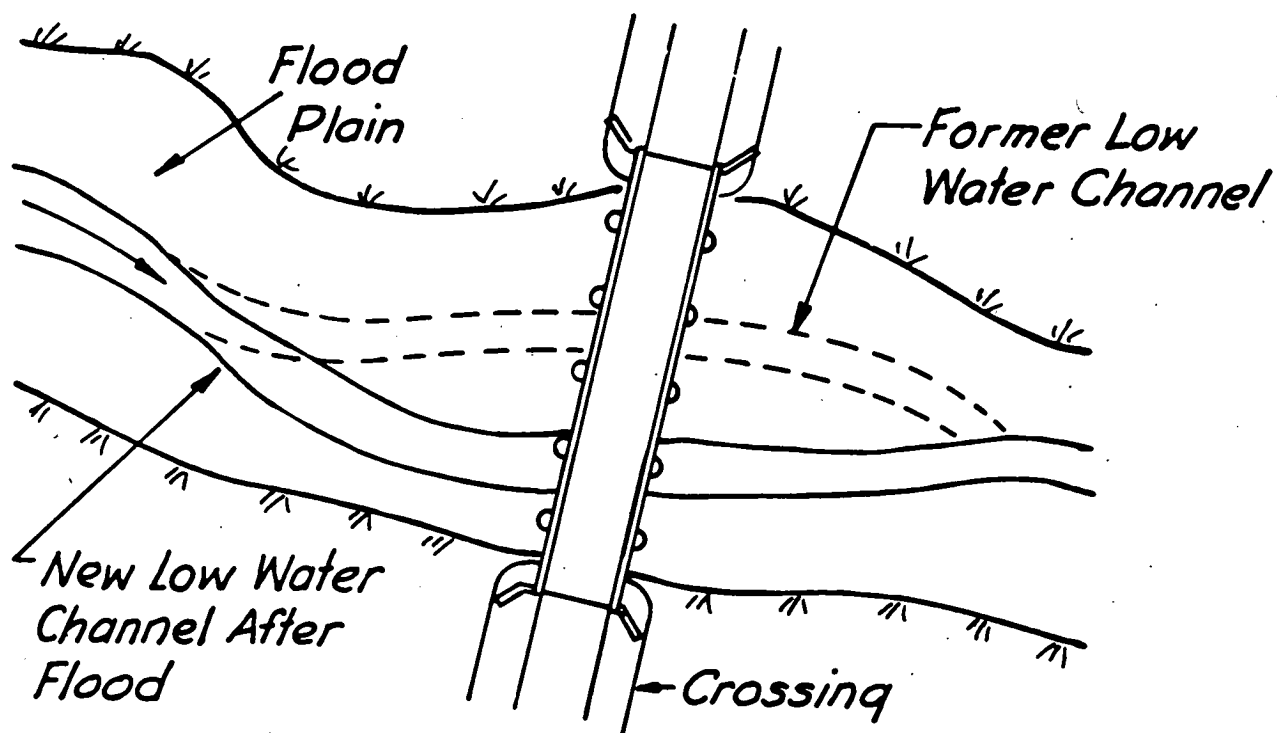 Flood
Plain
Former Low
Water Channel
New Low Water
Channel After
Flood
Crossing